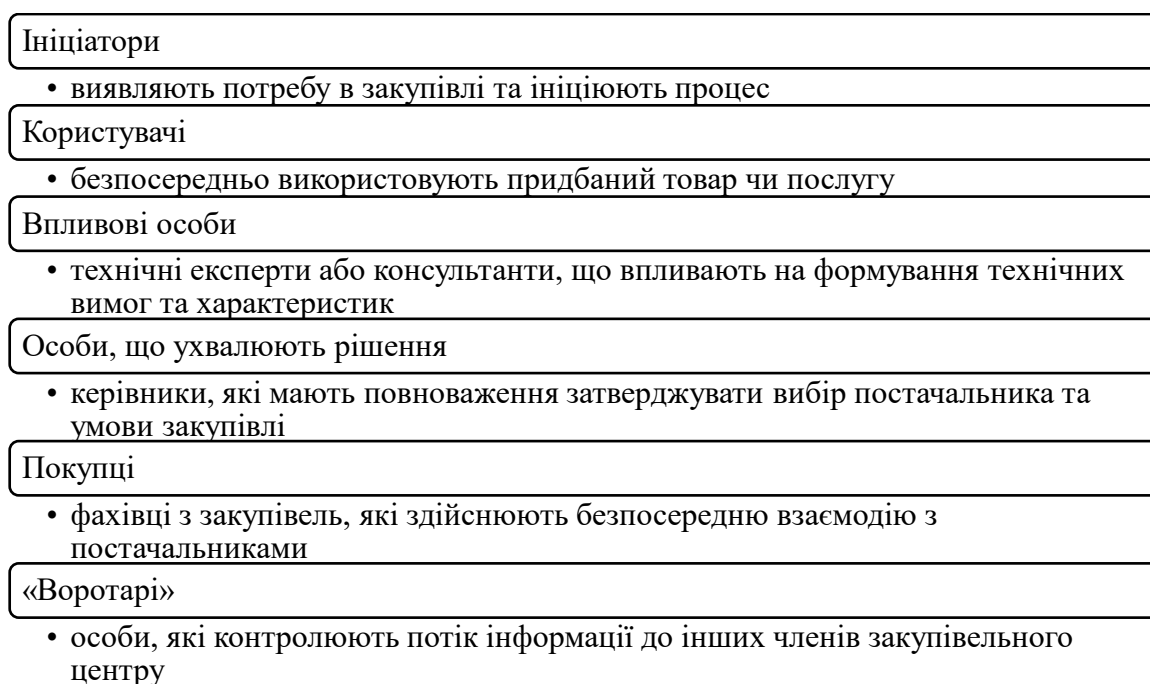 Ініціатори
• виявляють потребу в закупівлі та ініціюють процес
Користувачі
• безпосередньо використовують придбаний товар чи послугу
Впливові особи
• технічні експерти або консультанти, що впливають на формування технічних
вимог та характеристик
Особи, що ухвалюють рішення
• керівники, які мають повноваження затверджувати вибір постачальника та
умови закупівлі
Покупці
• фахівці з закупівель, які здійснюють безпосередню взаємодію з
постачальниками
«Воротарі»
• особи, які контролюють потік інформації до інших членів закупівельного
центру